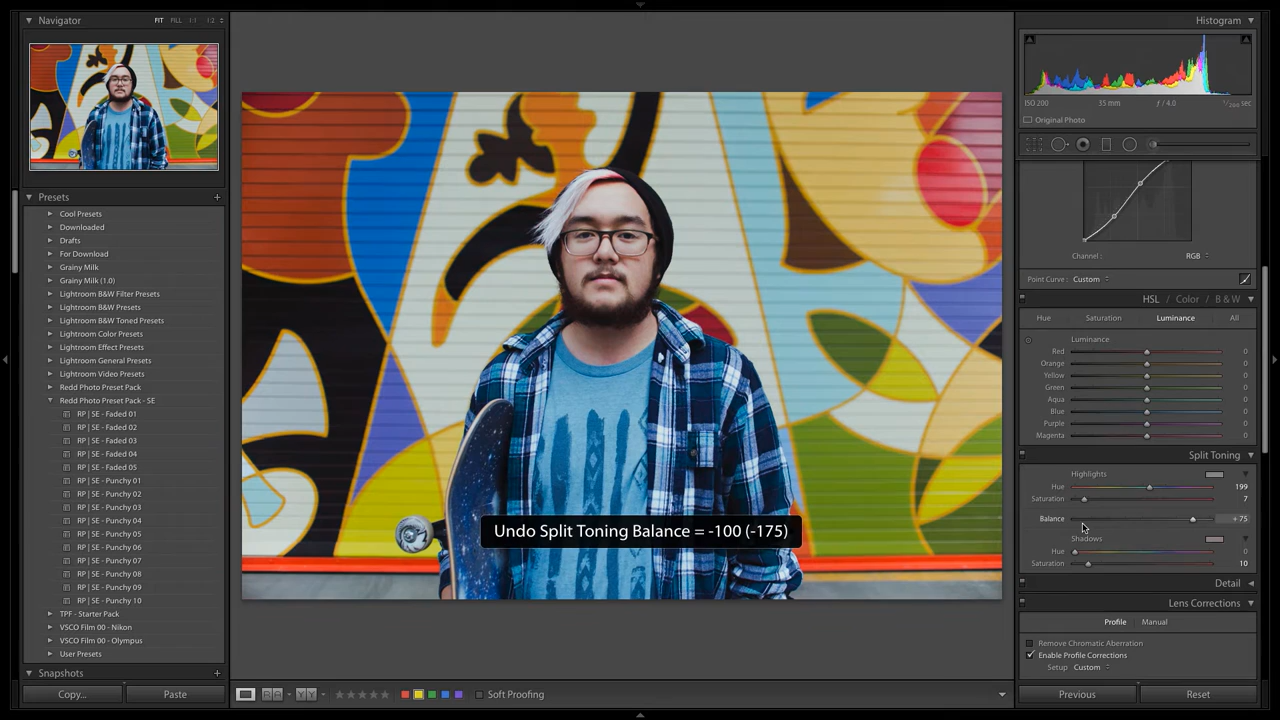 Navigator
FIT FILL 1:1 1:2
Presets
Cool Presets
Downloaded
Drafts
For Download
Grainy Milk
Grainy Milk (1.0)
Lightroom B&W Filter Presets
Lightroom B&W Presets
Lightroom B&W Toned Presets
Lightroom Color Presets
Lightroom Effect Presets
Lightroom General Presets
Lightroom Video Presets
Redd Photo Preset Pack
Redd Photo Preset Pack - SE
RP | SE - Faded 01
RP | SE - Faded 02
RP | SE - Faded 03
RP | SE - Faded 04
RP | SE - Faded 05
RP | SE - Punchy 01
RP | SE - Punchy 02
RP | SE - Punchy 03
RP | SE - Punchy 04
RP | SE - Punchy 05
RP | SE - Punchy 06
RP | SE - Punchy 07
RP | SE - Punchy 08
RP | SE - Punchy 09
RP | SE - Punchy 10
TPF - Starter Pack
VSCO Film 00 - Nikon
VSCO Film 00 - Olympus
User Presets
Snapshots
Copy... Paste
Undo Split Toning Balance = -100 (-175)
Soft Proofing
Histogram
ISO 200 35 mm ƒ / 4.0 1/200 sec
Original Photo
Channel : RGB
Point Curve : Custom
HSL / Color / B & W
Hue Saturation Luminance All
Luminance
Red 0
Orange 0
Yellow 0
Green 0
Aqua 0
Blue 0
Purple 0
Magenta 0
Split Toning
Highlights
Hue 199
Saturation 7
Balance + 75
Shadows
Hue 0
Saturation 10
Detail
Lens Corrections
Profile Manual
Remove Chromatic Aberration
Enable Profile Corrections
Setup Custom
Previous Reset